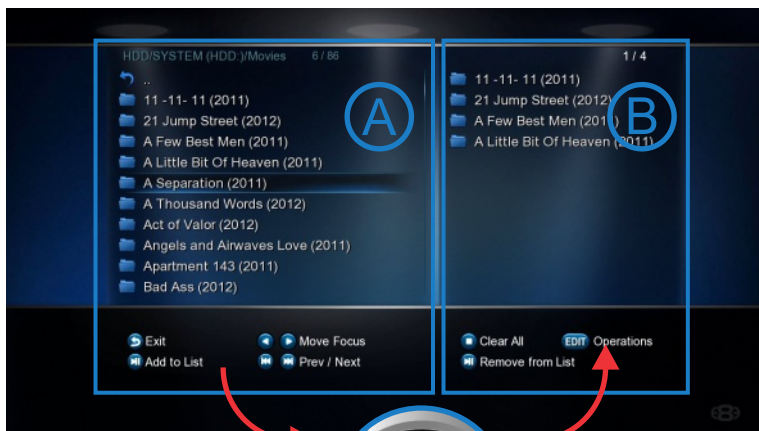 HDD/SYSTEM (HDD:)/Movies 6 / 86
..
11 -11- 11 (2011)
21 Jump Street (2012)
A Few Best Men (2011)
A Little Bit Of Heaven (2011)
A Separation (2011)
A Thousand Words (2012)
Act of Valor (2012)
Angels and Airwaves Love (2011)
Apartment 143 (2011)
Bad Ass (2012)
A
Exit
Move Focus
Add to List
Prev / Next
1 / 4
11 -11- 11 (2011)
21 Jump Street (2012)
A Few Best Men (2011)
A Little Bit Of Heaven (2011)
B
Clear All
EDIT Operations
Remove from List